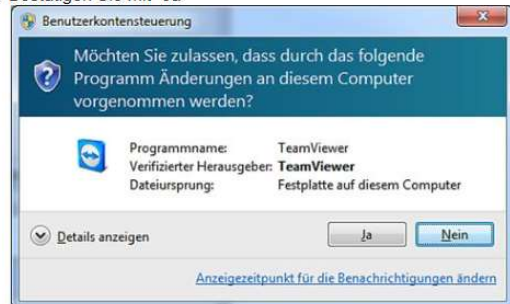 Benutzerkontensteuerung
Möchten Sie zulassen, dass durch das folgende
Programm Änderungen an diesem Computer
vorgenommen werden?
Programmname: TeamViewer
Verifizierter Herausgeber: TeamViewer
Dateiursprung: Festplatte auf diesem Computer
Details anzeigen Ja Nein
Anzeigezeitpunkt für die Benachrichtigungen ändern